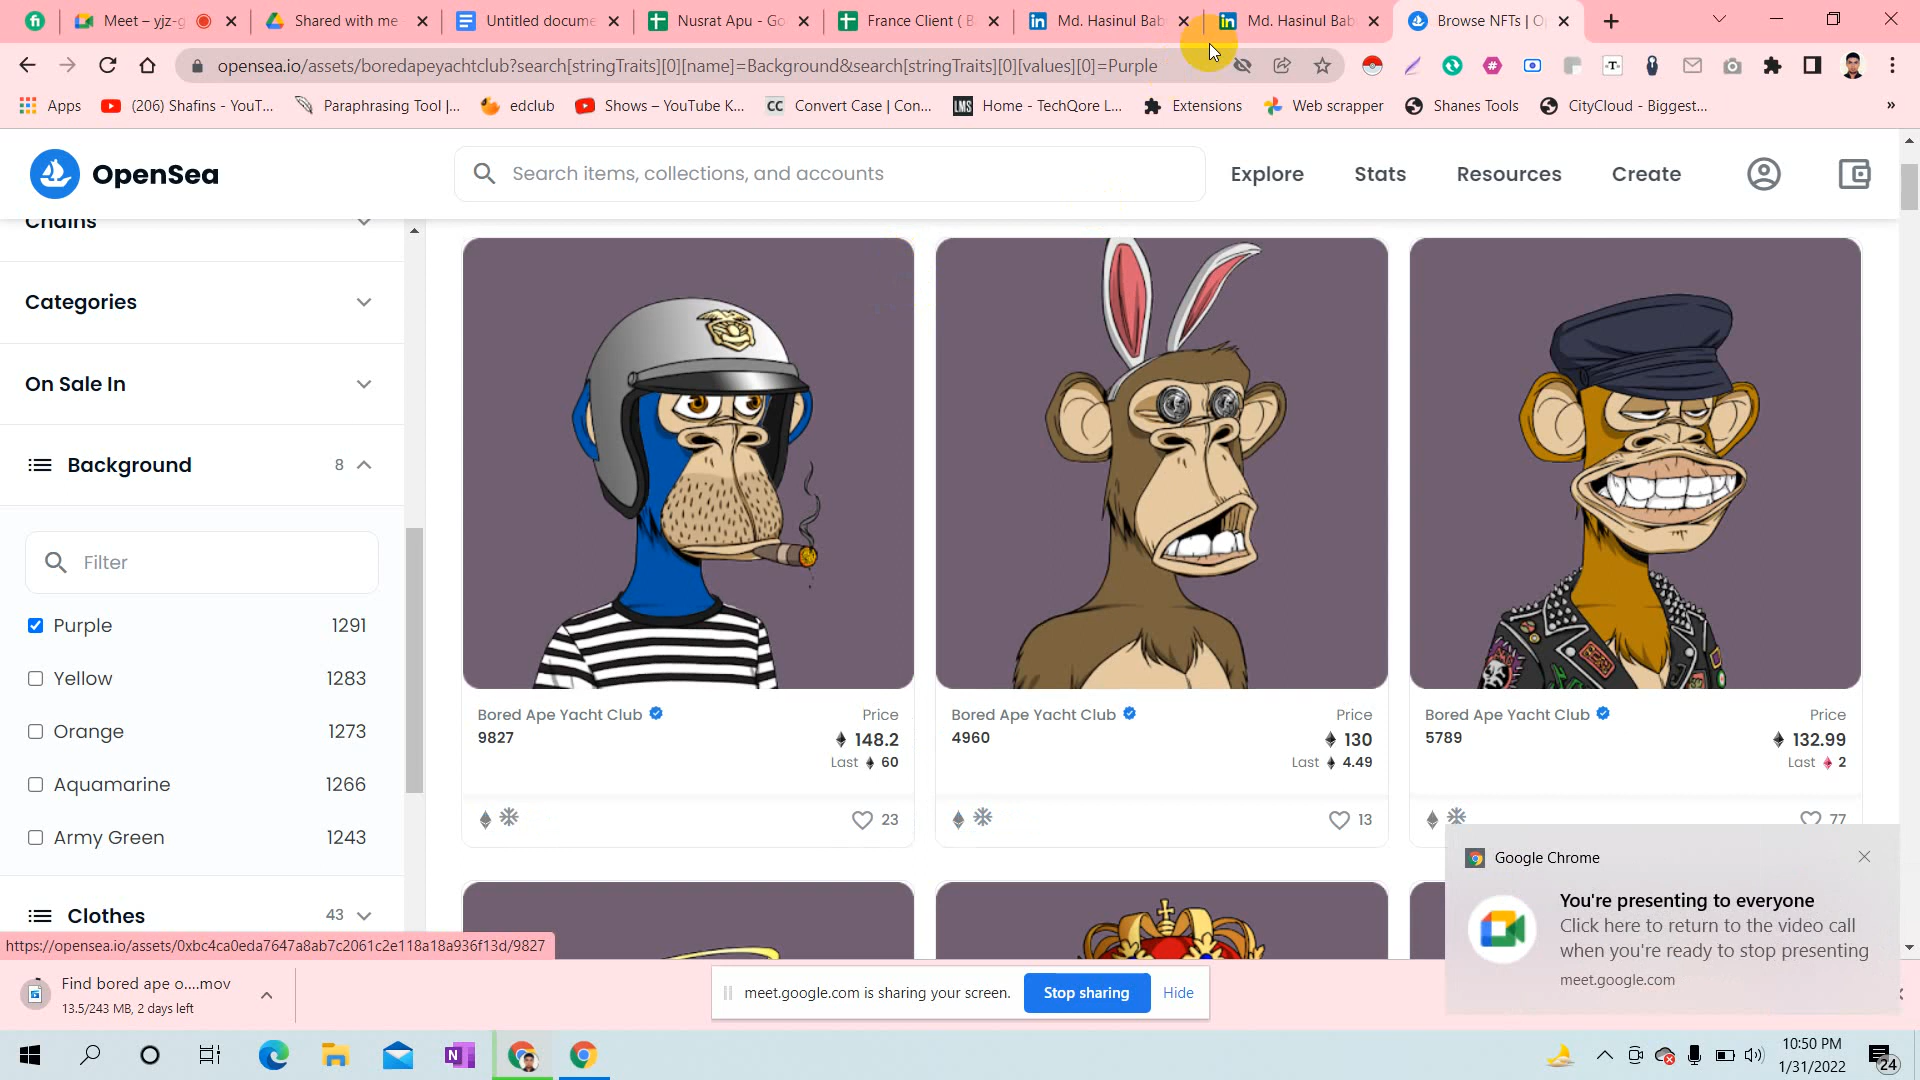 Meet – yjz-g
Shared with me
Untitled docume
Nusrat Apu - Go
France Client ( B
Md. Hasinul Bab
Md. Hasinul Bab
Browse NFTs | O
opensea.io/assets/boredapeyachtclub?search[stringTraits][0][name]=Background&search[stringTraits][0][values][0]=Purple
Apps
(206) Shafins - YouT...
Paraphrasing Tool |...
edclub
Shows – YouTube K...
CC Convert Case | Con...
LMS Home - TechQore L...
Extensions
Web scrapper
Shanes Tools
CityCloud - Biggest...
»
OpenSea
Search items, collections, and accounts
Explore
Stats
Resources
Create
Chains
Categories
On Sale In
Background 8
Filter
Purple 1291
Yellow 1283
Orange 1273
Aquamarine 1266
Army Green 1243
Clothes 43
Bored Ape Yacht Club Price
9827 148.2
Last 60
23
Bored Ape Yacht Club Price
4960 130
Last 4.49
13
Bored Ape Yacht Club Price
5789 132.99
Last 2
77
Google Chrome
You're presenting to everyone
Click here to return to the video call
when you're ready to stop presenting
meet.google.com
https://opensea.io/assets/0xbc4ca0eda7647a8ab7c2061c2e118a18a936f13d/9827
Find bored ape o....mov
13.5/243 MB, 2 days left
meet.google.com is sharing your screen.
Stop sharing
Hide
10:50 PM
1/31/2022
24